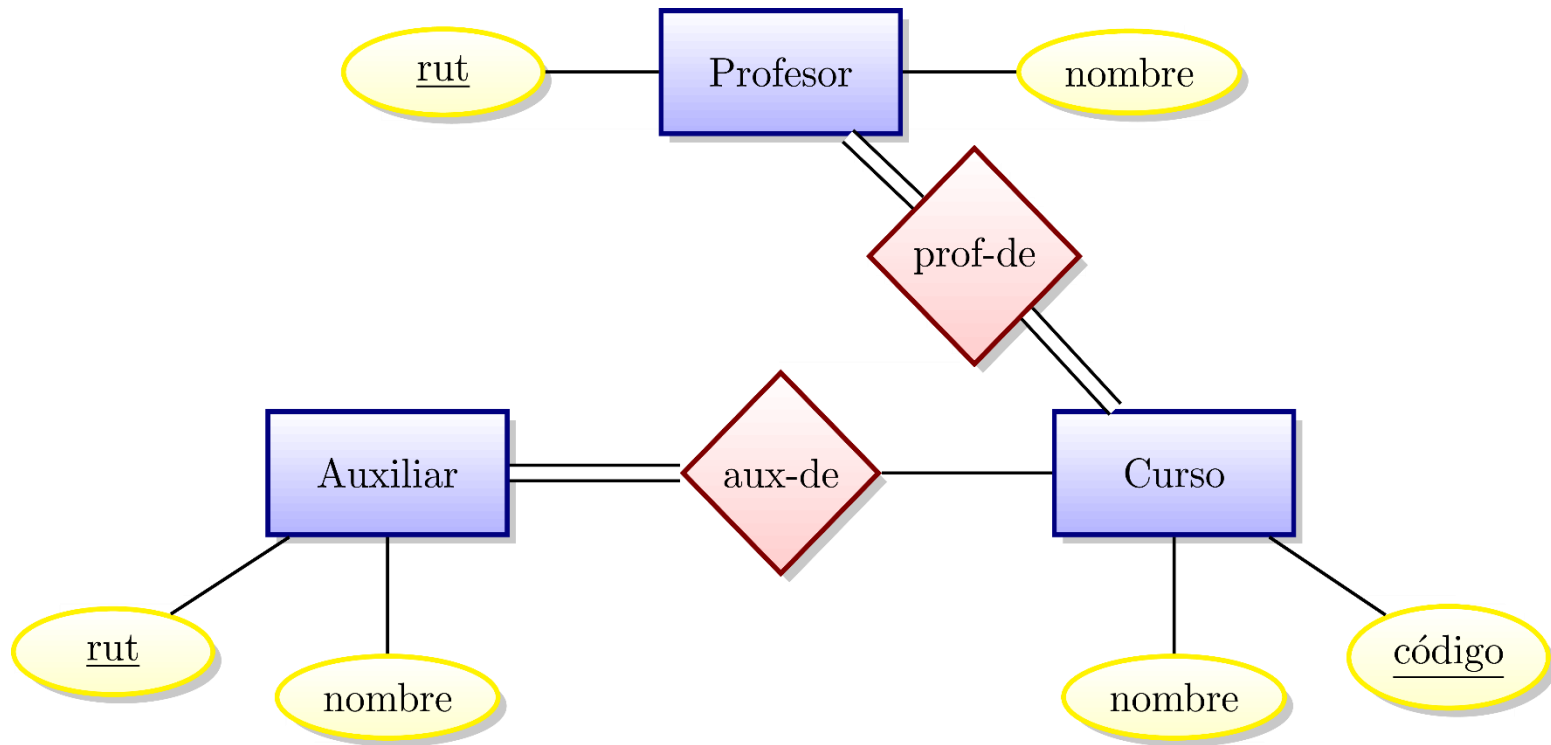 rut
Profesor
nombre
prof-de
Auxiliar
aux-de
Curso
rut
nombre
nombre
código